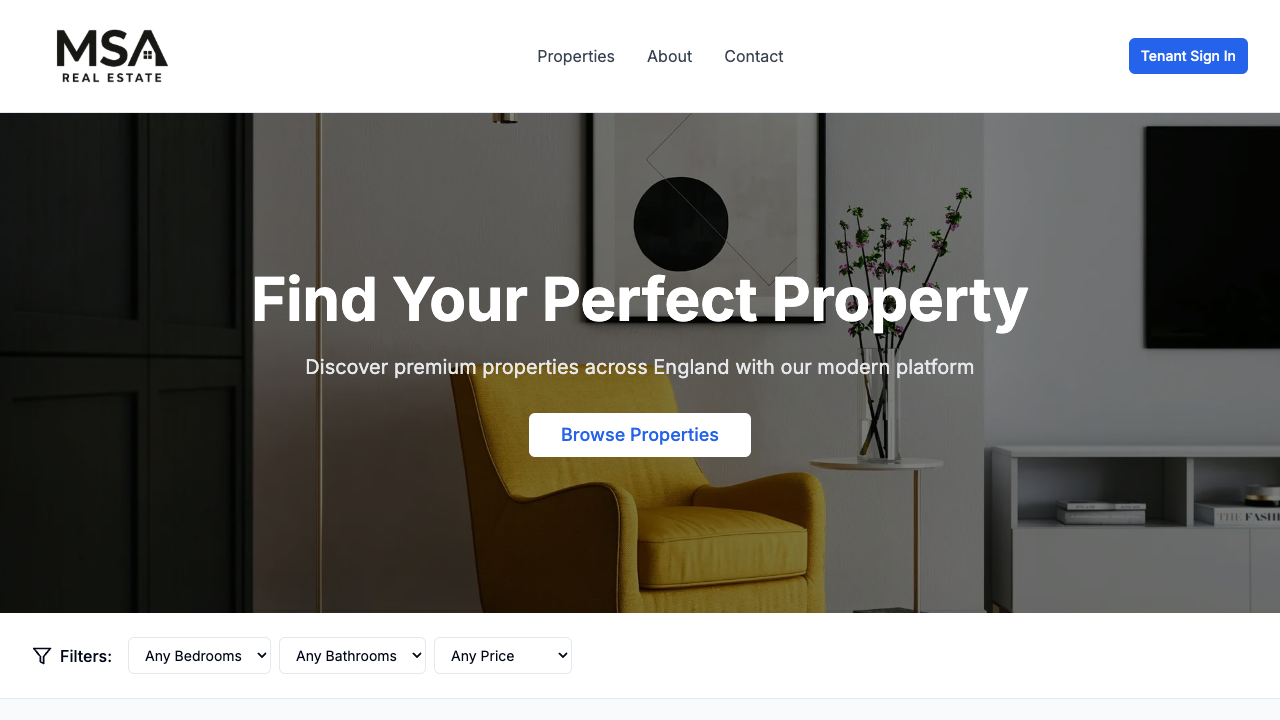 MSA
REAL ESTATE
Properties
About
Contact
Tenant Sign In
Find Your Perfect Property
Discover premium properties across England with our modern platform
Browse Properties
THE FASH
Filters:
Any Bedrooms
Any Bathrooms
Any Price